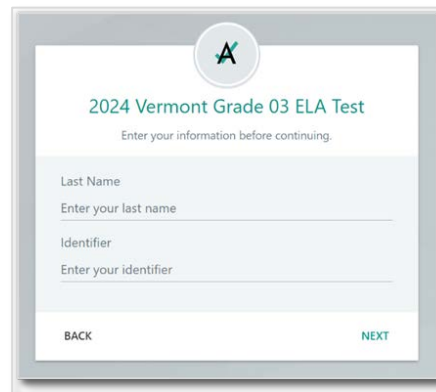 2024 Vermont Grade 03 ELA Test
Enter your information before continuing.
Last Name
Enter your last name
Identifier
Enter your identifier
BACK NEXT